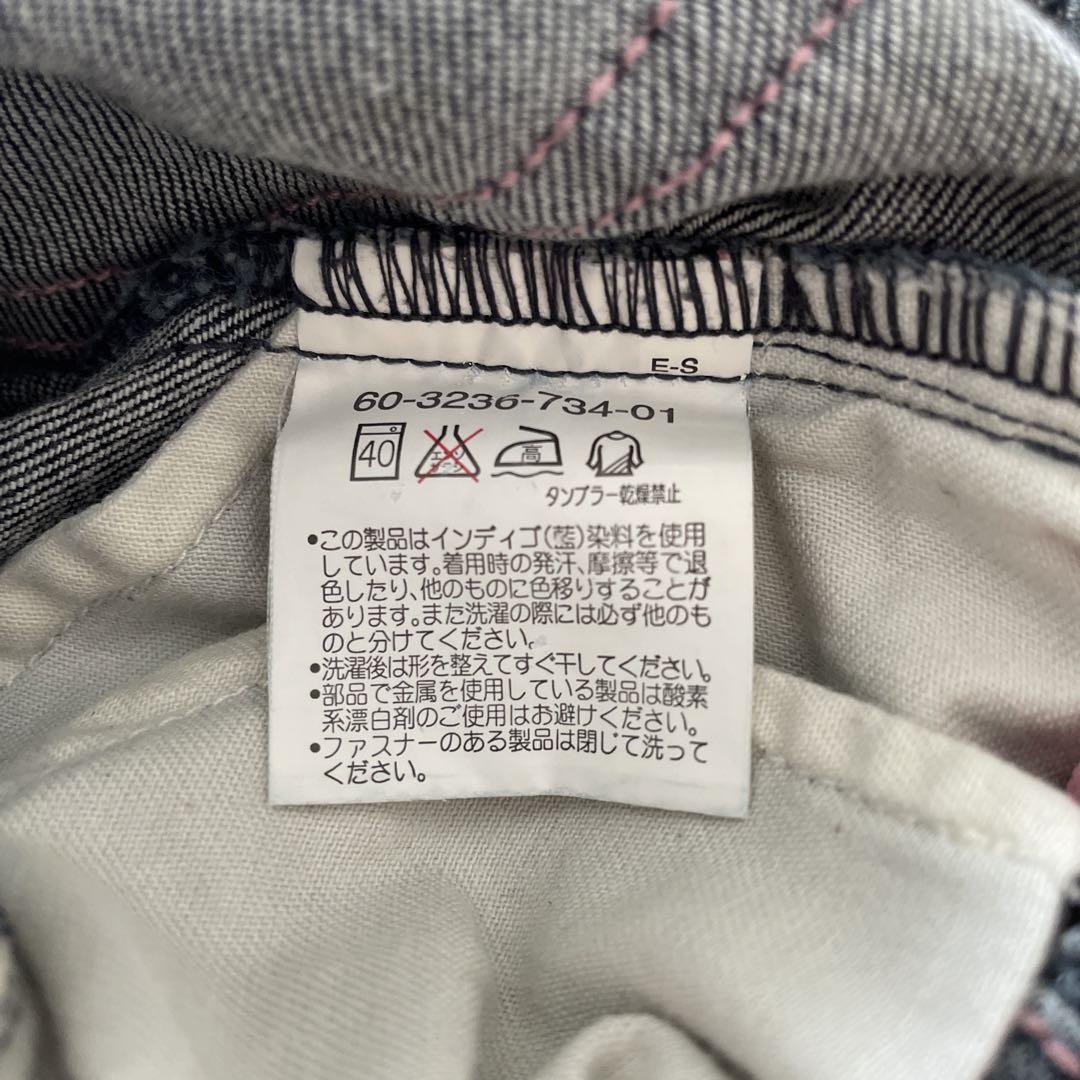 E-S
60-3236-734-01
40 エンソサラシ 高
タンブラー乾燥禁止
•この製品はインディゴ(藍)染料を使用
しています。着用時の発汗、摩擦等で退
色したり、他のものに色移りすることが
あります。また洗濯の際には必ず他のも
のと分けてください。
•洗濯後は形を整えてすぐ干してください。
•部品で金属を使用している製品は酸素
系漂白剤のご使用はお避けください。
•ファスナーのある製品は閉じて洗って
ください。